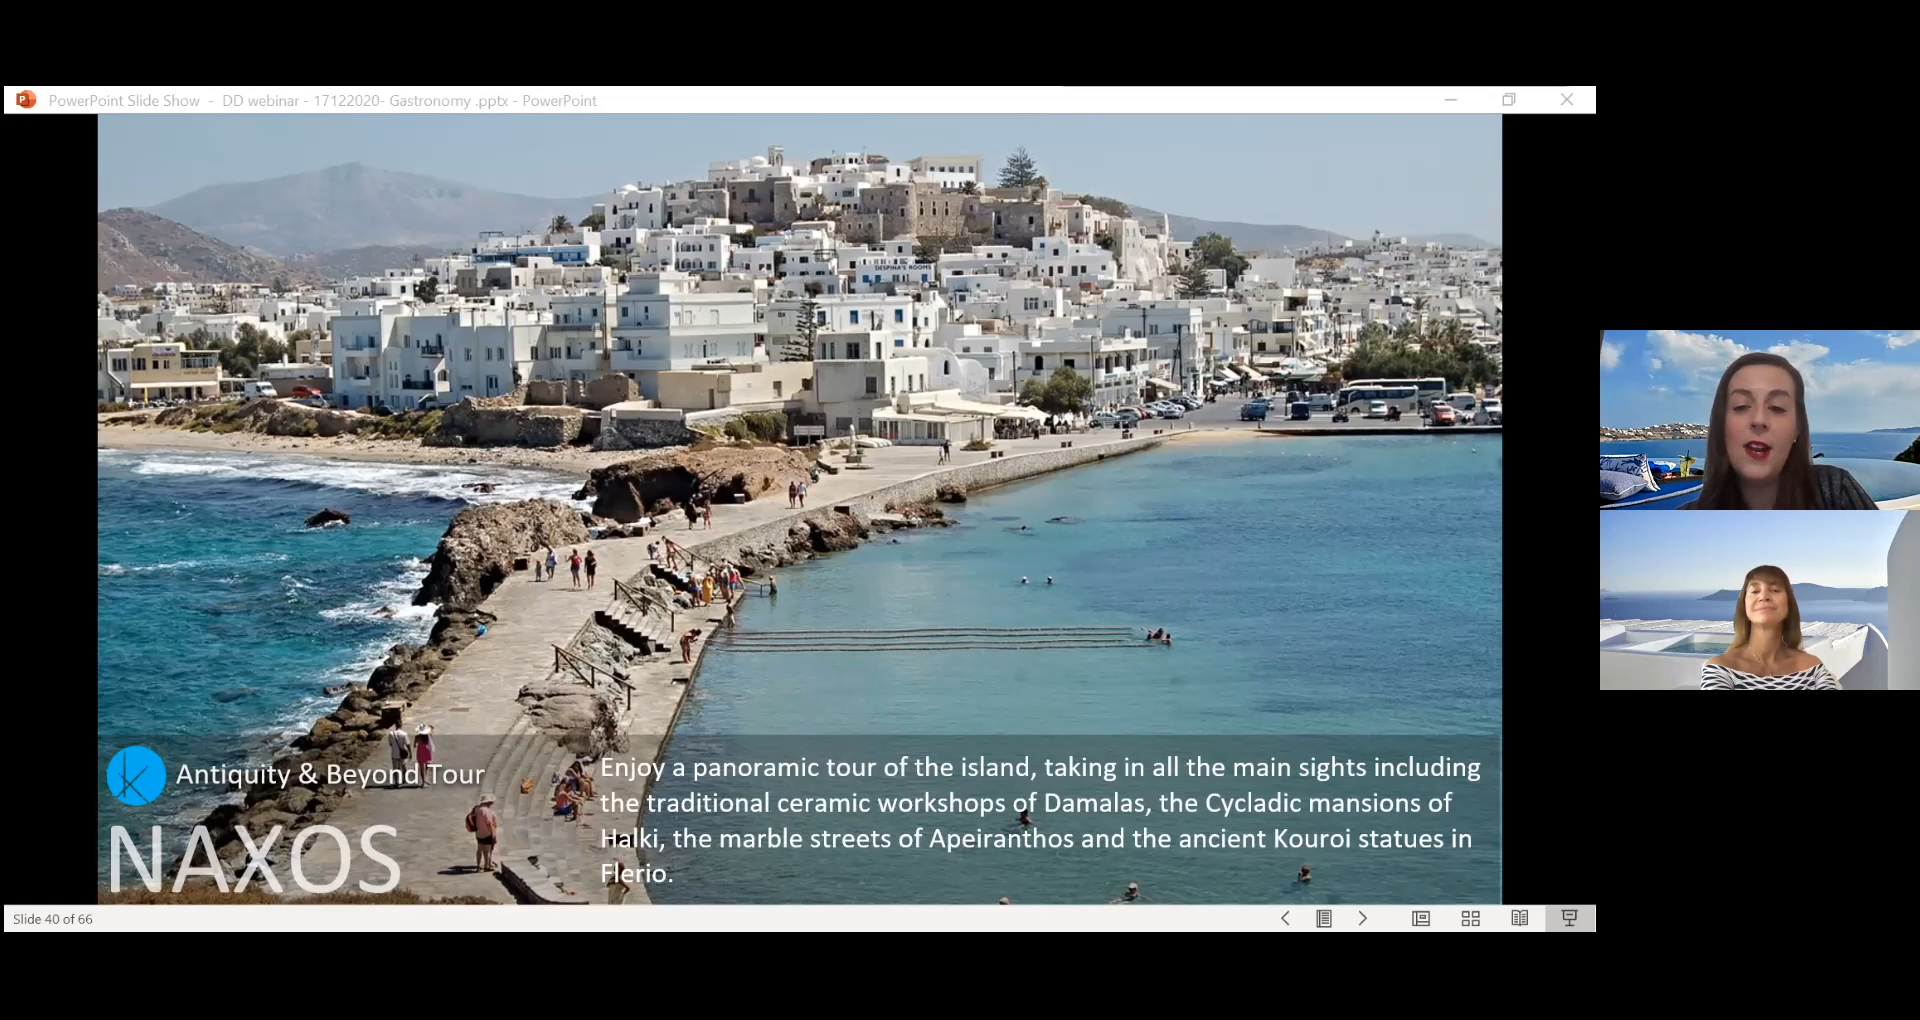 PowerPoint Slide Show - DD webinar - 17122020- Gastronomy .pptx - PowerPoint
DESPINA'S ROOMS
Antiquity & Beyond Tour
NAXOS
Enjoy a panoramic tour of the island, taking in all the main sights including
the traditional ceramic workshops of Damalas, the Cycladic mansions of
Halki, the marble streets of Apeiranthos and the ancient Kouroi statues in
Flerio.
Slide 40 of 66